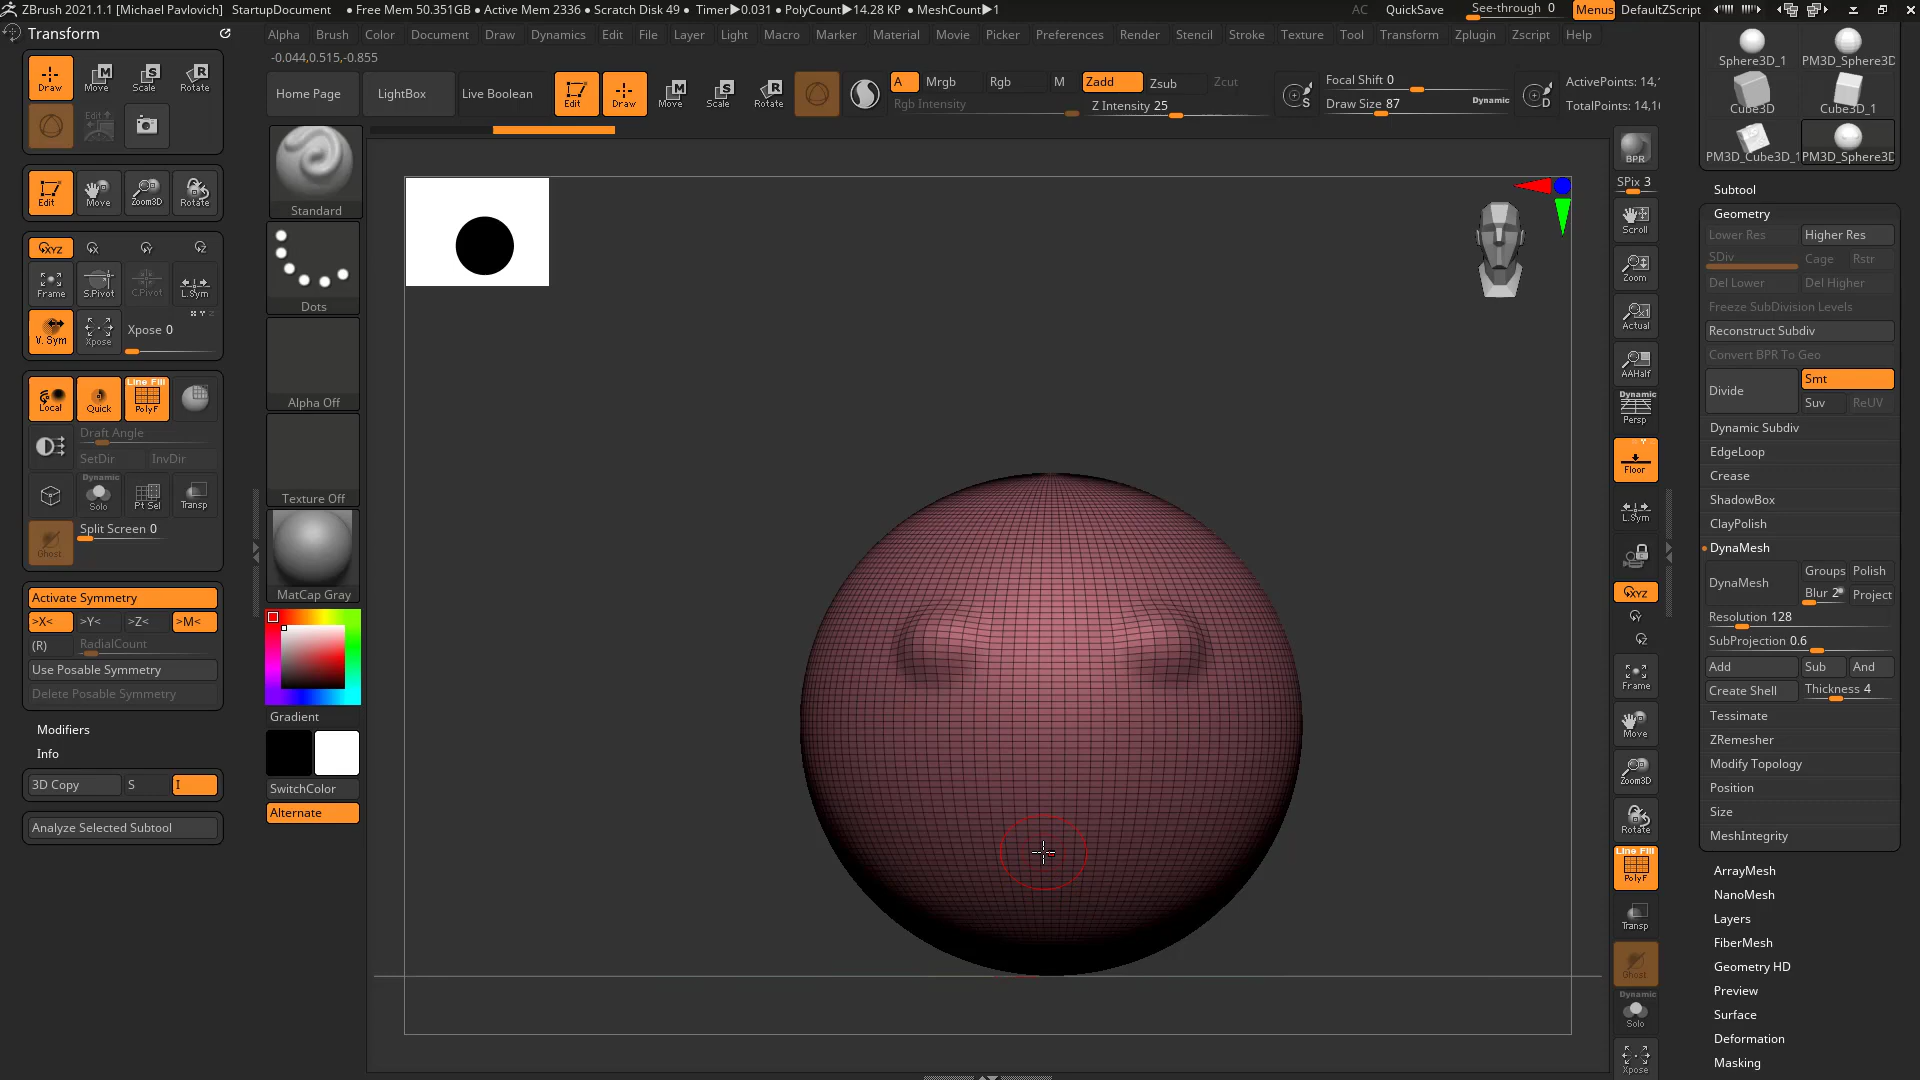 ZBrush 2021.1.1 [Michael Pavlovich] StartupDocument • Free Mem 50.351GB • Active Mem 2336 • Scratch Disk 49 • Timer▶0.031 • PolyCount▶14.28 KP • MeshCount▶1 AC QuickSave See-through 0 Menus DefaultZScript
Transform
Alpha Brush Color Document Draw Dynamics Edit File Layer Light Macro Marker Material Movie Picker Preferences Render Stencil Stroke Texture Tool Transform Zplugin Zscript Help
-0.044,0.515,-0.855
Draw Move Scale Rotate
Edit
Home Page LightBox Live Boolean Edit Draw Move Scale Rotate
A Mrgb Rgb M Zadd Zsub Zcut
Rgb Intensity Z Intensity 25
S Focal Shift 0
Draw Size 87 Dynamic
D ActivePoints: 14,
TotalPoints: 14,
Edit Move Zoom3D Rotate
XYZ Y Z
Frame S.Pivot C.Pivot L.Sym
V. Sym Xpose Xpose 0
Local Quick Line Fill PolyF
Draft Angle
SetDir InvDir
Dynamic
Solo Pt Sel Transp
Ghost Split Screen 0
Activate Symmetry
>X< >Y< >Z< >M<
(R) RadialCount
Use Posable Symmetry
Delete Posable Symmetry
Modifiers
Info
3D Copy S I
Analyze Selected Subtool
Standard
Dots
Alpha Off
Texture Off
MatCap Gray
Gradient
SwitchColor
Alternate
BPR
SPix 3
Scroll
Zoom
Actual
AAHalf
Dynamic
Persp
Floor
L.Sym
XYZ
Y
Z
Frame
Move
Zoom3D
Rotate
Line Fill
PolyF
Transp
Ghost
Dynamic
Solo
Xpose
Sphere3D_1 PM3D_Sphere3D
Cube3D Cube3D_1
PM3D_Cube3D_1 PM3D_Sphere3D
Subtool
Geometry
Lower Res Higher Res
SDiv Cage Rstr
Del Lower Del Higher
Freeze SubDivision Levels
Reconstruct Subdiv
Convert BPR To Geo
Divide Smt
Suv ReUV
Dynamic Subdiv
EdgeLoop
Crease
ShadowBox
ClayPolish
DynaMesh
DynaMesh Groups Polish
Blur 2 Project
Resolution 128
SubProjection 0.6
Add Sub And
Create Shell Thickness 4
Tessimate
ZRemesher
Modify Topology
Position
Size
MeshIntegrity
ArrayMesh
NanoMesh
Layers
FiberMesh
Geometry HD
Preview
Surface
Deformation
Masking